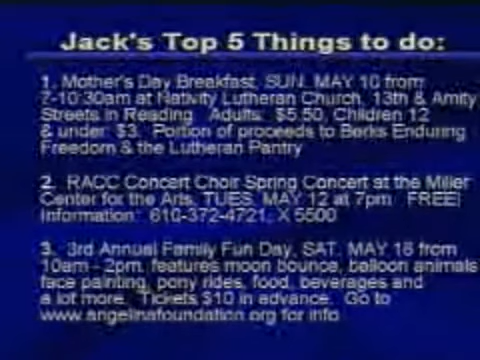 Jack's Top 5 Things to do:
1. Mother's Day Breakfast, SUN. MAY 10 from
7-10:30am at Nativity Lutheran Church, 13th & Amity
Streets in Reading. Adults: $5.50, Children 12
& under: $3. Portion of proceeds to Berks Enduring
Freedom & the Lutheran Pantry
2. RACC Concert Choir Spring Concert at the Miller
Center for the Arts, TUES. MAY 12 at 7pm. FREE!
Information: 610-372-4721, X 5500
3. 3rd Annual Family Fun Day, SAT. MAY 16 from
10am - 2pm, features moon bounce, balloon animals
face painting, pony rides, food, beverages and
a lot more. Tickets $10 in advance. Go to
www.angelinafoundation.org for info.